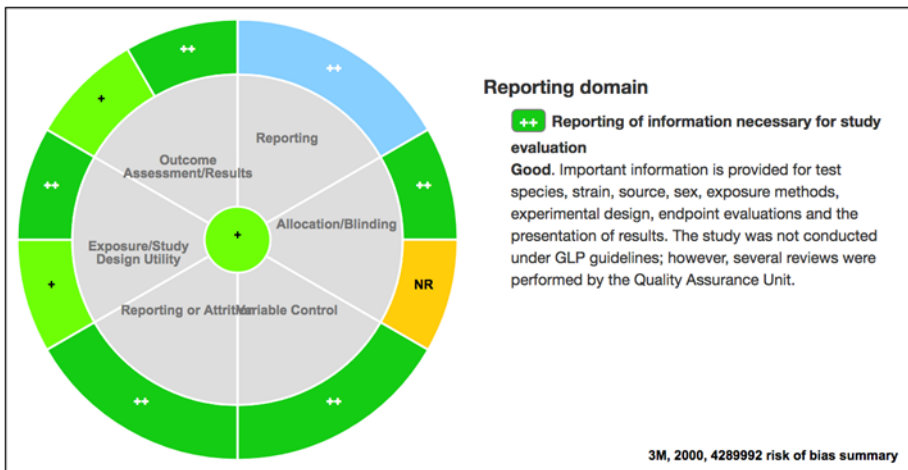 ++
++
+
Reporting
Outcome
Assessment/Results
++
++
Allocation/Blinding
+
Exposure/Study
Design Utility
+
NR
Reporting or Attrition
Variable Control
++
++
Reporting domain
++ Reporting of information necessary for study
evaluation
Good. Important information is provided for test
species, strain, source, sex, exposure methods,
experimental design, endpoint evaluations and the
presentation of results. The study was not conducted
under GLP guidelines; however, several reviews were
performed by the Quality Assurance Unit.
3M, 2000, 4289992 risk of bias summary